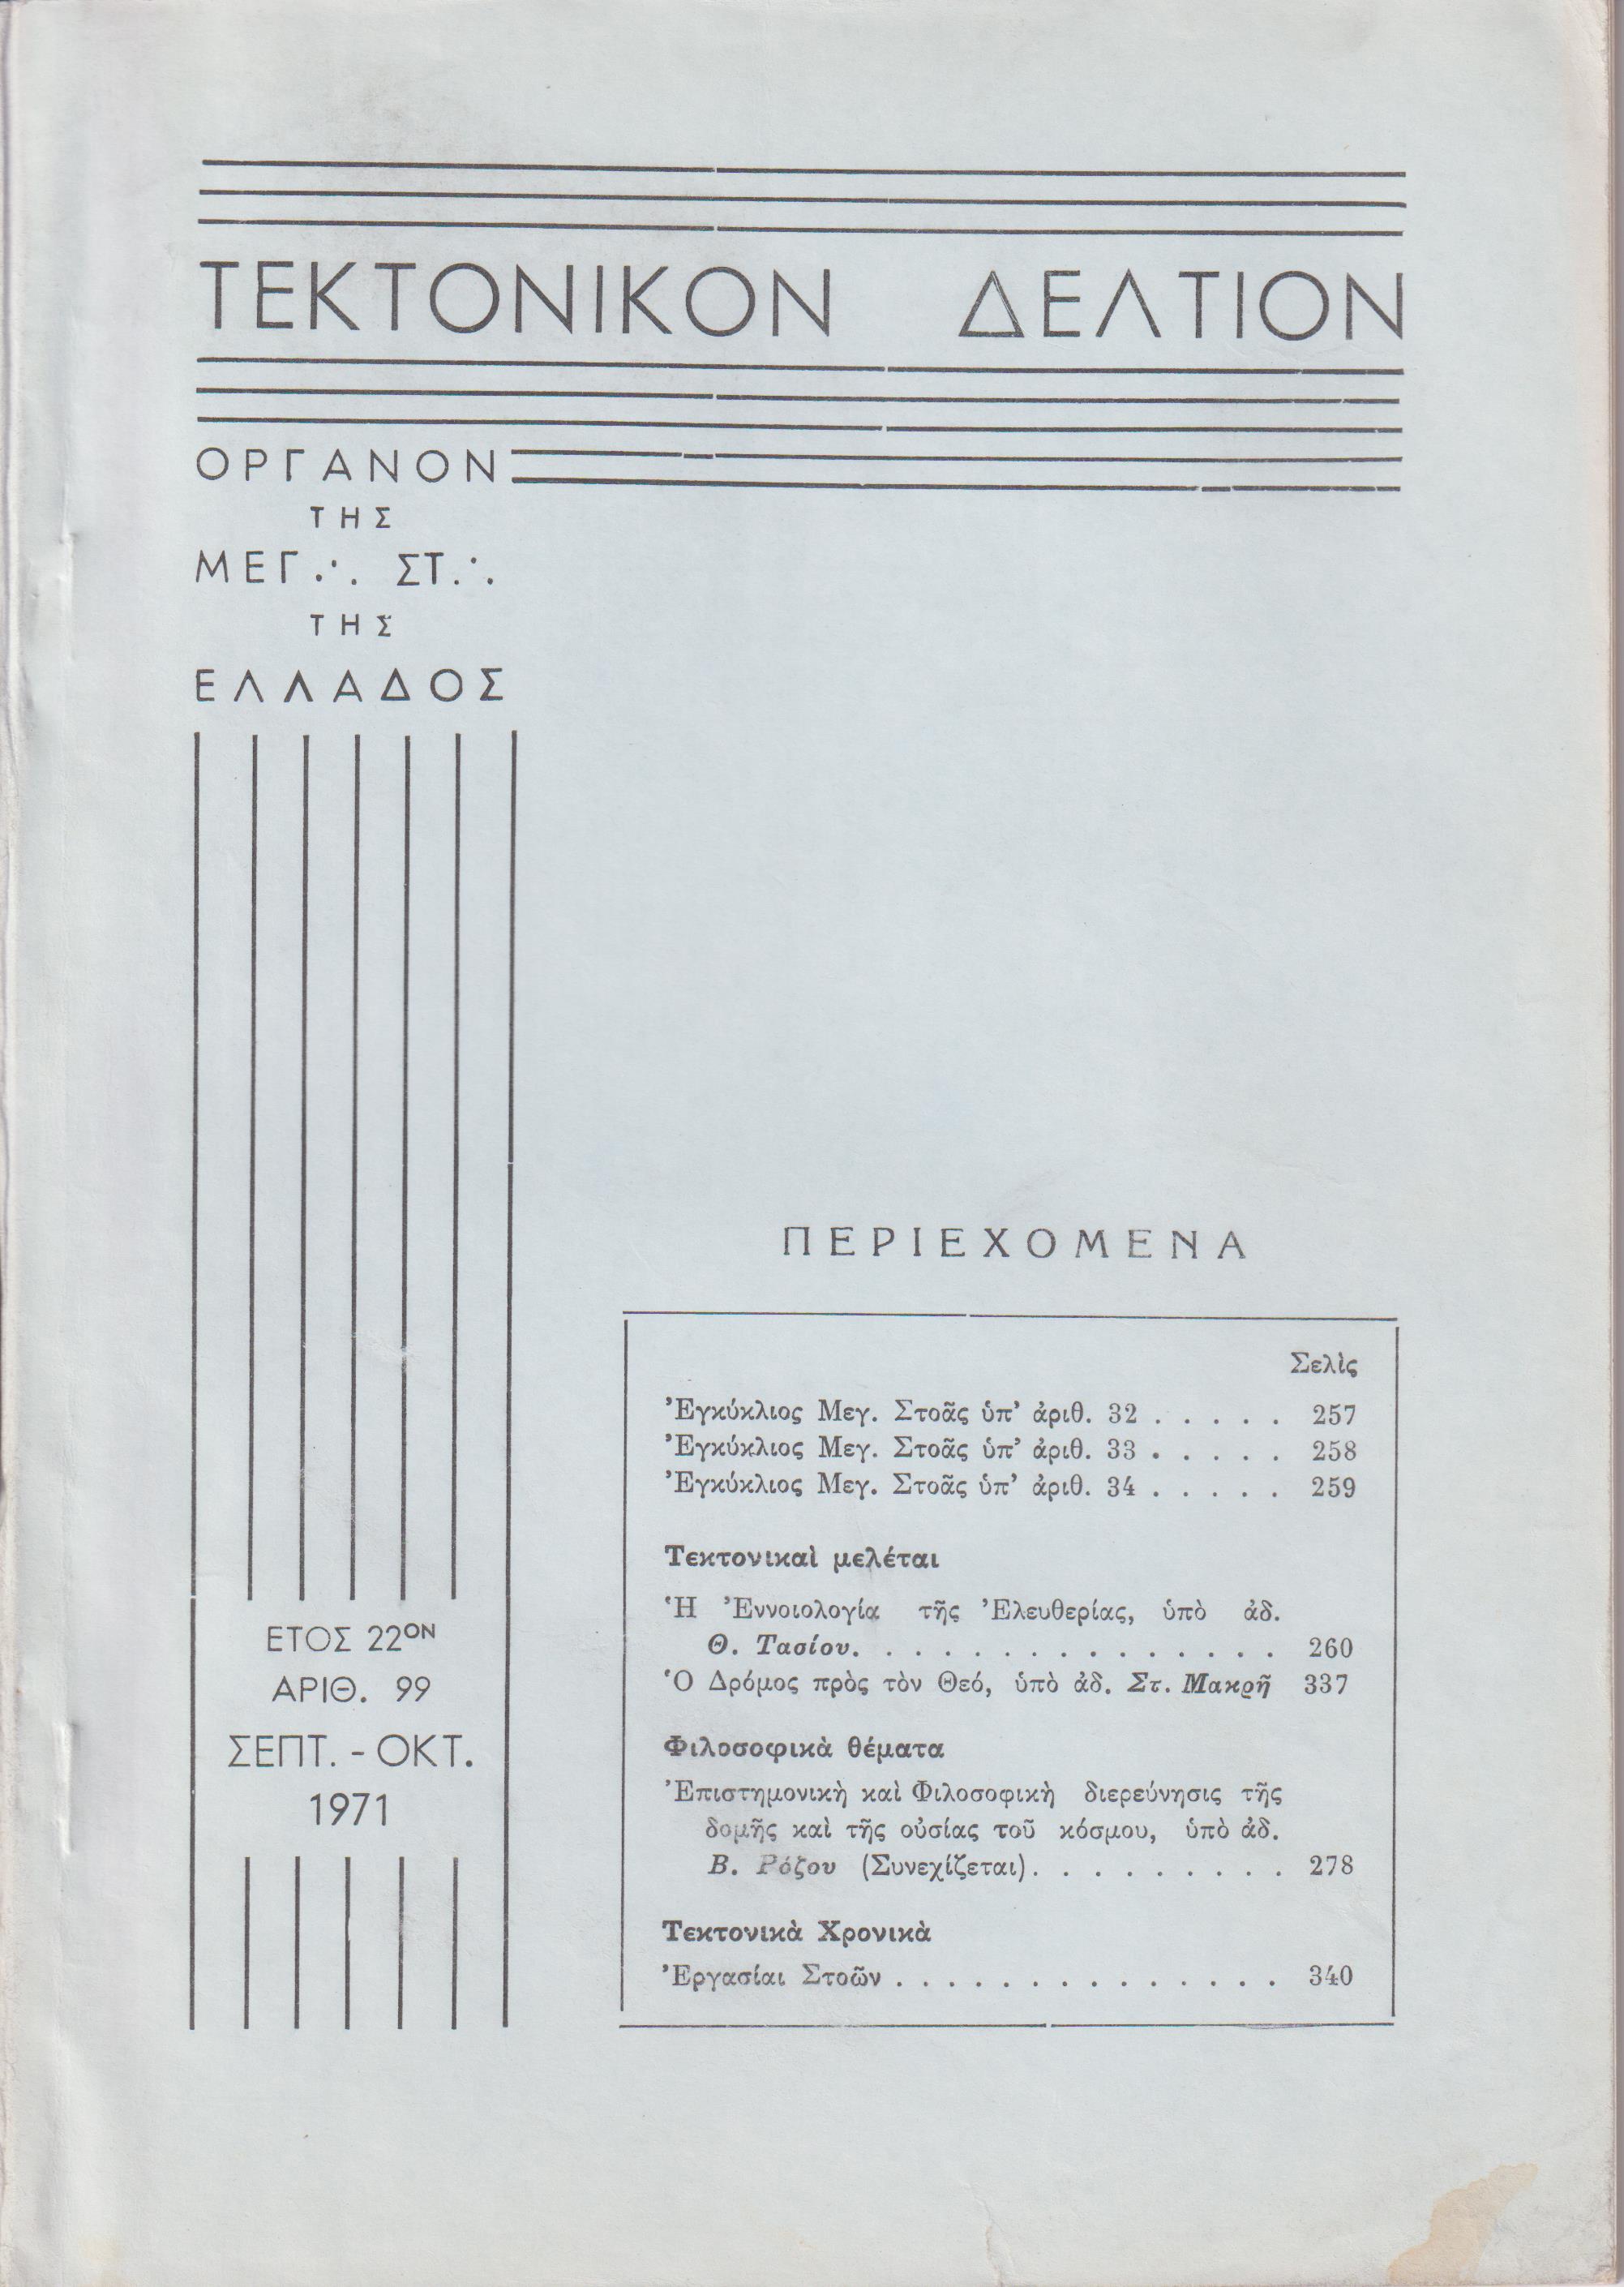 ΤΕΚΤΟΝΙΚΟΝ ΔΕΛΤΙΟΝ
ΟΡΓΑΝΟΝ
ΤΗΣ
ΜΕΓ.·. ΣΤ.·.
ΤΗΣ
ΕΛΛΑΔΟΣ
ΕΤΟΣ 22ΟΝ
ΑΡΙΘ. 99
ΣΕΠΤ. - ΟΚΤ.
1971
ΠΕΡΙΕΧΟΜΕΝΑ
Σελὶς
Ἐγκύκλιος Μεγ. Στοᾶς ὑπ’ ἀριθ. 32 . . . . . 257
Ἐγκύκλιος Μεγ. Στοᾶς ὑπ’ ἀριθ. 33 . . . . . 258
Ἐγκύκλιος Μεγ. Στοᾶς ὑπ’ ἀριθ. 34 . . . . . 259
Τεκτονικαὶ μελέται
Ἡ Ἐννοιολογία τῆς Ἐλευθερίας, ὑπὸ ἀδ.
Θ. Τασίου. . . . . . . . . . . . . . . . 260
Ὁ Δρόμος πρὸς τὸν Θεό, ὑπὸ ἀδ. Στ. Μακρῆ 337
Φιλοσοφικὰ θέματα
Ἐπιστημονικὴ καὶ Φιλοσοφικὴ διερεύνησις τῆς
δομῆς καὶ τῆς οὐσίας τοῦ κόσμου, ὑπὸ ἀδ.
Β. Ρόζου (Συνεχίζεται). . . . . . . . . 278
Τεκτονικὰ Χρονικὰ
Ἐργασίαι Στοῶν . . . . . . . . . . . . . . 340